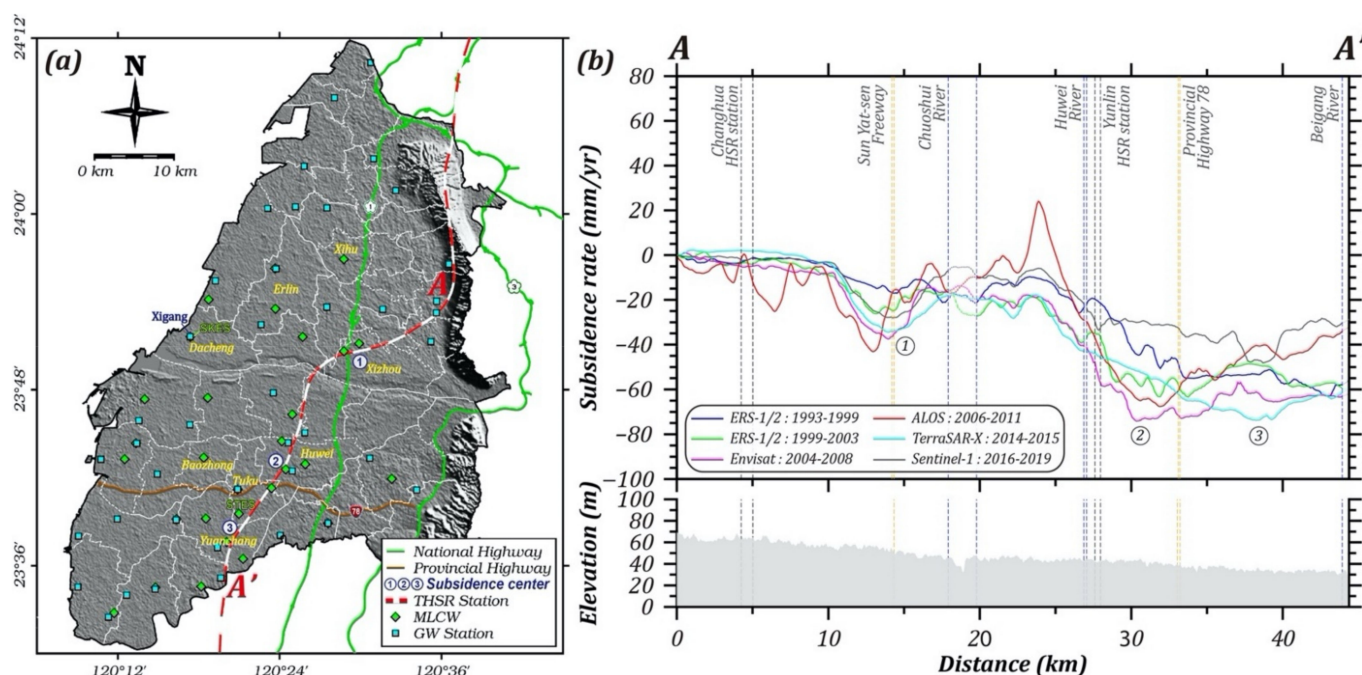 (a)
N
0 km 10 km
24°12'
24°00'
23°48'
23°36'
120°12'
120°24'
120°36'
1
3
Xihu
A
Erlin
Xigang
SKES
Dacheng
①
Xizhou
Baozhong
②
Huwei
Tuku
78
③
Yuanchang
A'
National Highway
Provincial Highway
①②③ Subsidence center
THSR Station
MLCW
GW Station
(b)
A
A'
Subsidence rate (mm/yr)
80
60
40
20
0
−20
−40
−60
−80
−100
Changhua
HSR station
Sun Yat-sen
Freeway
Chuoshui
River
Huwei
River
Yunlin
HSR station
Provincial
Highway 78
Beigang
River
①
②
③
ERS-1/2 : 1993-1999
ERS-1/2 : 1999-2003
Envisat : 2004-2008
ALOS : 2006-2011
TerraSAR-X : 2014-2015
Sentinel-1 : 2016-2019
Elevation (m)
100
80
60
40
20
0
0 10 20 30 40
Distance (km)